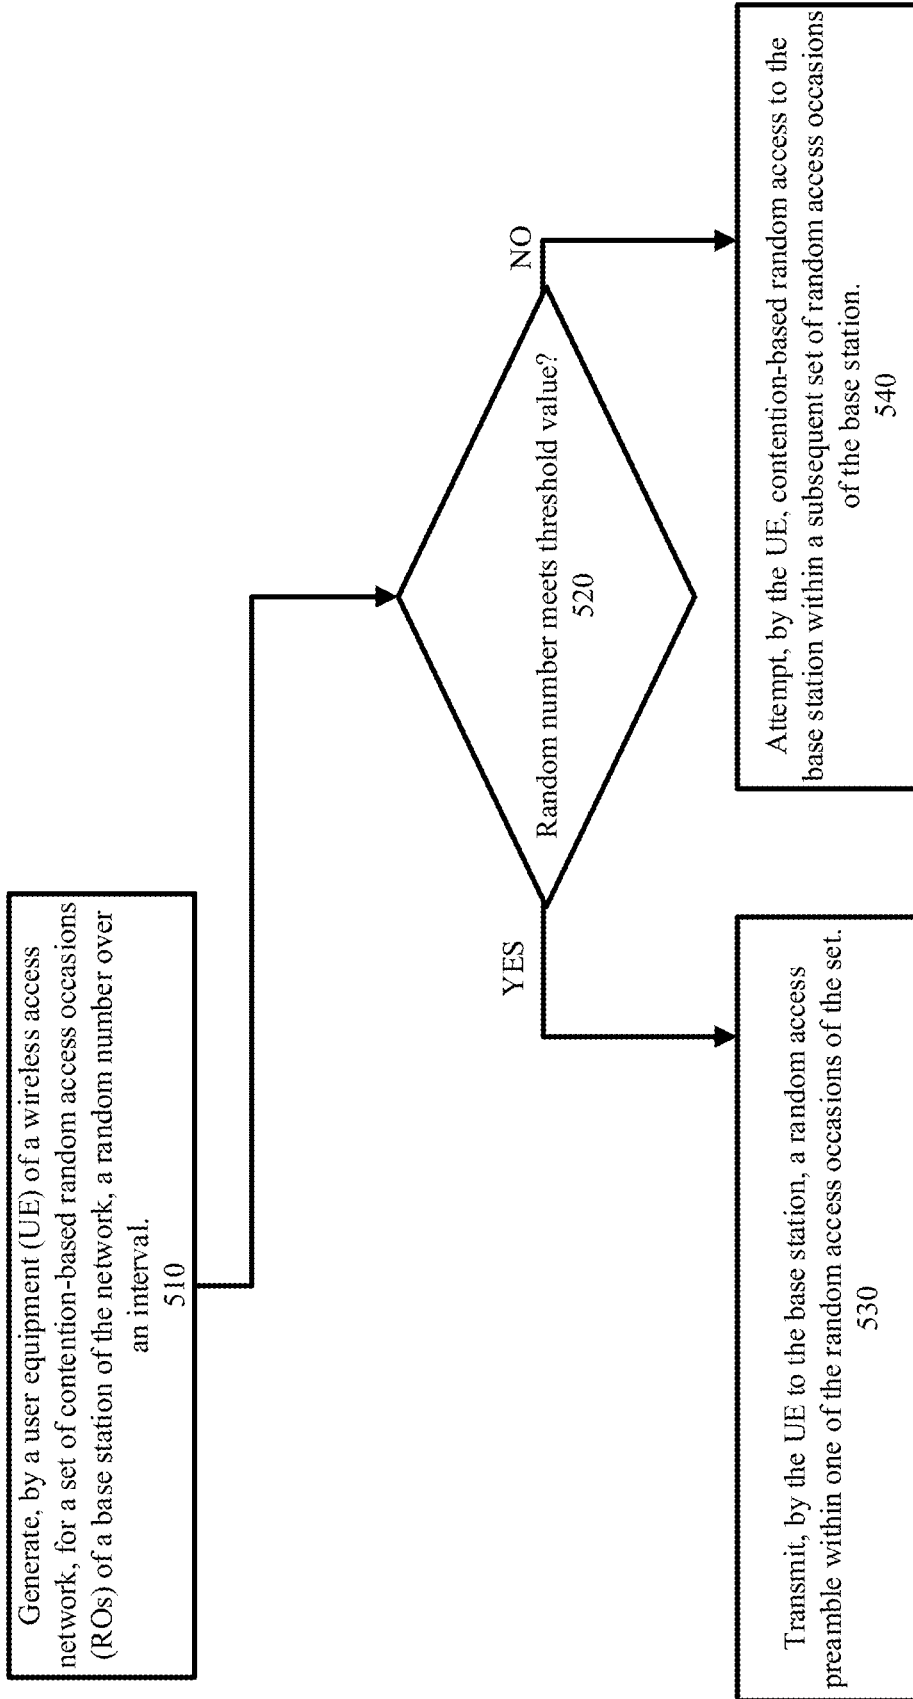 Generate, by a user equipment (UE) of a wireless access
network, for a set of contention-based random access occasions
(ROs) of a base station of the network, a random number over
an interval.
510
Random number meets threshold value?
520
YES
NO
Transmit, by the UE to the base station, a random access
preamble within one of the random access occasions of the set.
530
Attempt, by the UE, contention-based random access to the
base station within a subsequent set of random access occasions
of the base station.
540